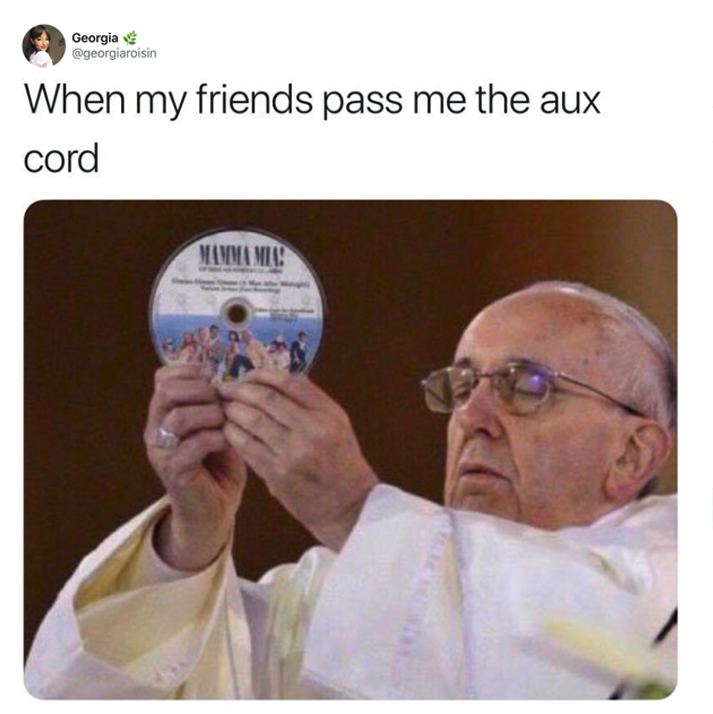 Georgia 🌿
@georgiaroisin
When my friends pass me the aux
cord
MAMMA MIA!